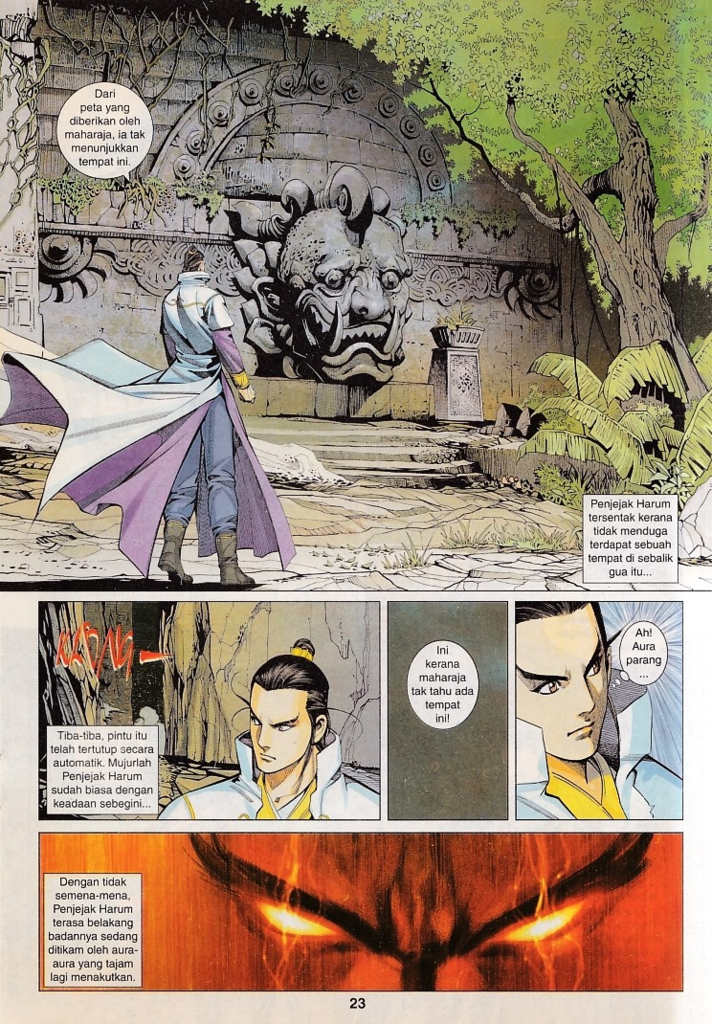 Dari
peta yang
diberikan oleh
maharaja, ia tak
menunjukkan
tempat ini.
Penjejak Harum
tersentak kerana
tidak menduga
terdapat sebuah
tempat di sebalik
gua itu...
KANG
Tiba-tiba, pintu itu
telah tertutup secara
automatik. Mujurlah
Penjejak Harum
sudah biasa dengan
keadaan sebegini...
Ini
kerana
maharaja
tak tahu ada
tempat
ini!
Ah!
Aura
parang
...
Dengan tidak
semena-mena,
Penjejak Harum
terasa belakang
badannya sedang
ditikam oleh aura-
aura yang tajam
lagi menakutkan.
23